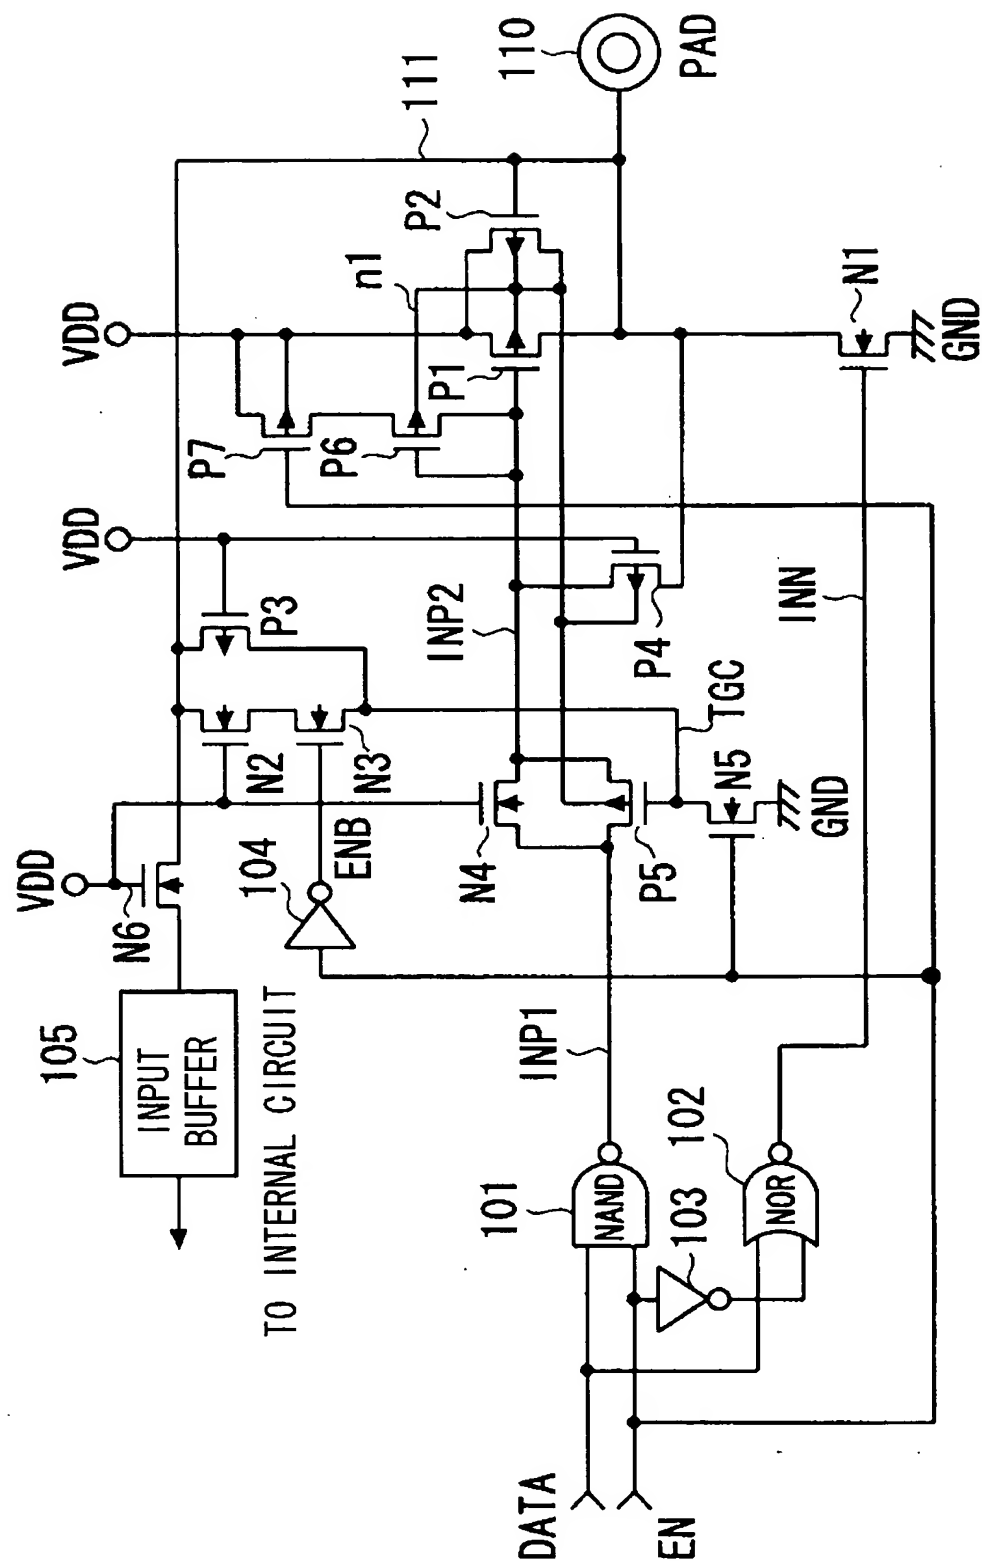 VDD
VDD
VDD
110
111
PAD
P2
n1
P1
P7
P6
N1
GND
P3
INP2
P4
INN
TGC
N2
N3
N4
P5
N5
GND
N6
104
ENB
105
INPUT
BUFFER
TO INTERNAL CIRCUIT
INP1
101
NAND
102
NOR
103
DATA
EN